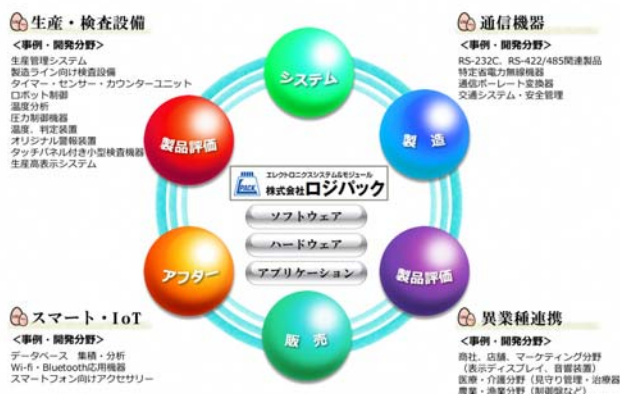 生産・検査設備
<事例・開発分野>
生産管理システム
製造ライン向け検査設備
タイマー・センサー・カウンターユニット
ロボット制御
温度分析
圧力制御機器
温度、判定装置
オリジナル警報装置
タッチパネル付き小型検査機器
生産高表示システム
通信機器
<事例・開発分野>
RS-232C、RS-422/485関連製品
特定省電力無線機器
通信ボーレート変換器
交通システム・安全管理
システム
製品評価
製造
エレクトロニクスシステム&モジュール
PACK
株式会社ロジパック
ソフトウェア
ハードウェア
アプリケーション
アフター
製品評価
販売
スマート・IoT
<事例・開発分野>
データベース 集積・分析
Wi-fi・Bluetooth応用機器
スマートフォン向けアクセサリー
異業種連携
<事例・開発分野>
商社、店舗、マーケティング分野
(表示ディスプレイ、音響装置)
医療・介護分野(見守り管理・治療器
農業・漁業分野(制御盤など)